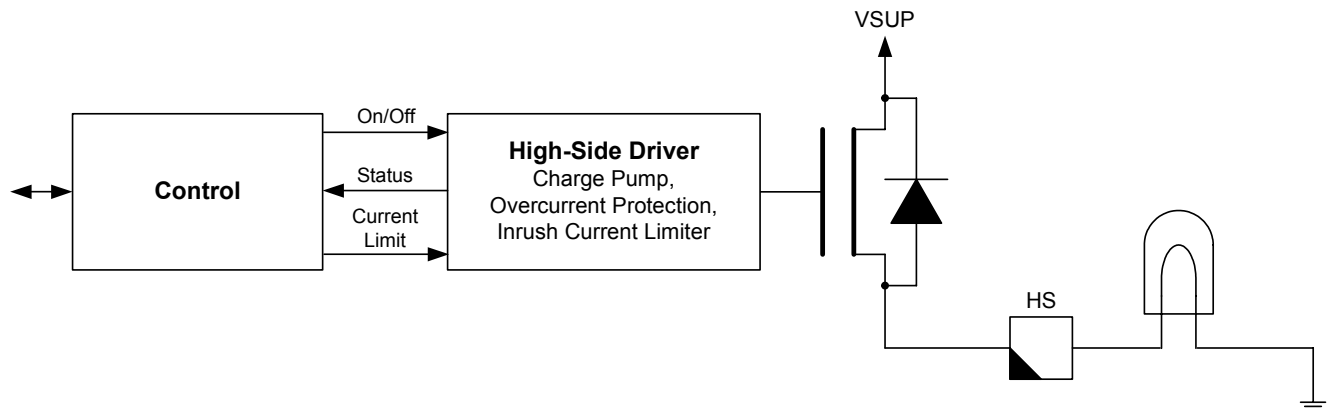 VSUP
On/Off
Control
Status
Current
Limit
High-Side Driver
Charge Pump,
Overcurrent Protection,
Inrush Current Limiter
HS